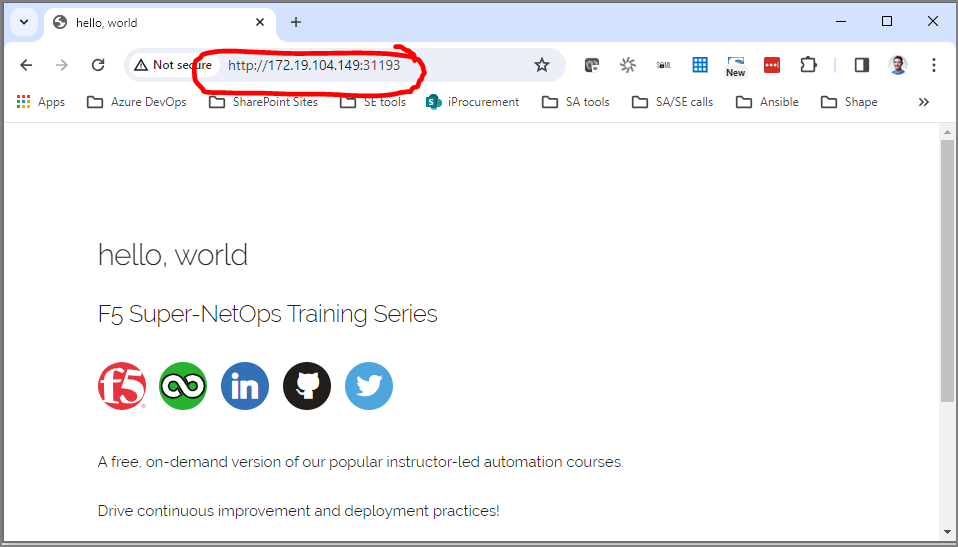 hello, world
Not secure http://172.19.104.149:31193 New
Apps Azure DevOps SharePoint Sites SE tools iProcurement SA tools SA/SE calls Ansible Shape
hello, world
F5 Super-NetOps Training Series
f5 in
A free, on-demand version of our popular instructor-led automation courses.
Drive continuous improvement and deployment practices!